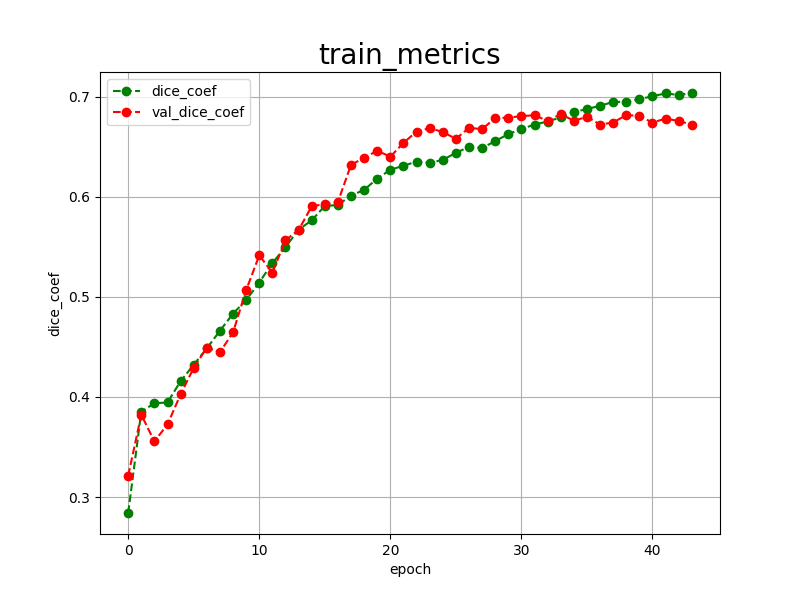 train_metrics
dice_coef
val_dice_coef
0.7
0.6
0.5
0.4
0.3
dice_coef
0 10 20 30 40
epoch